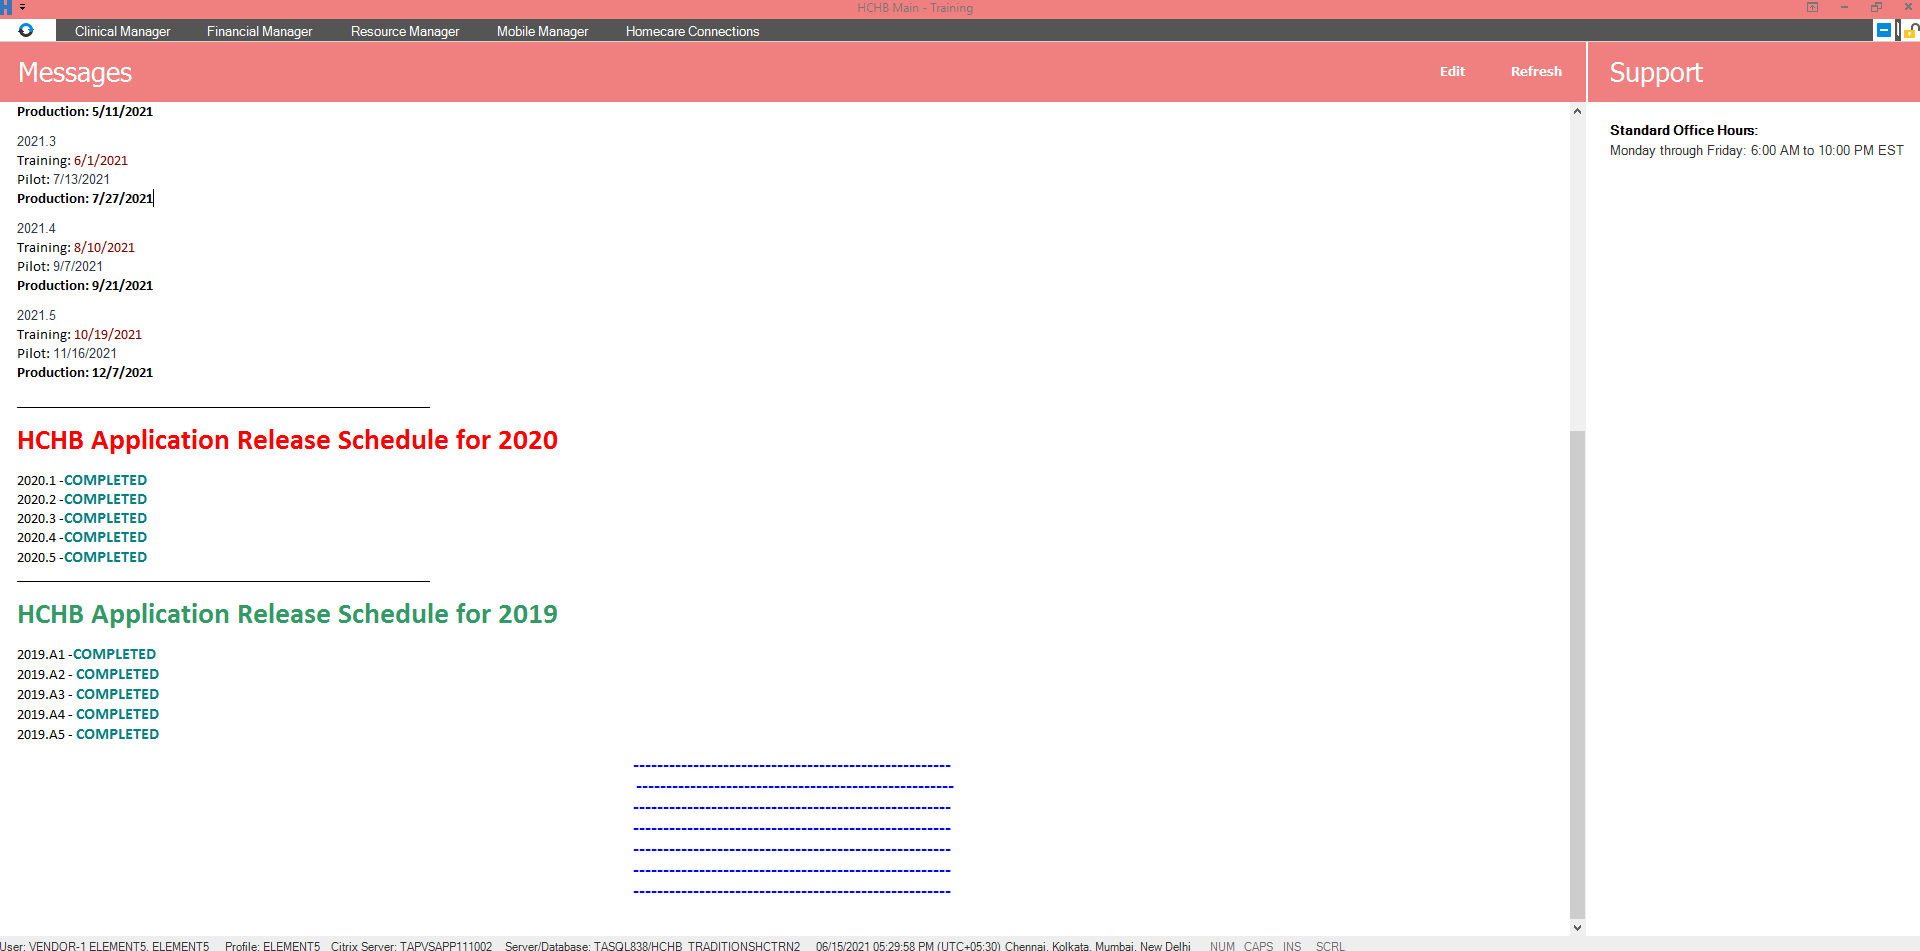 HCHB Main - Training
Clinical Manager Financial Manager Resource Manager Mobile Manager Homecare Connections
Messages Edit Refresh Support
Production: 5/11/2021
2021.3
Training: 6/1/2021
Pilot: 7/13/2021
Production: 7/27/2021
2021.4
Training: 8/10/2021
Pilot: 9/7/2021
Production: 9/21/2021
2021.5
Training: 10/19/2021
Pilot: 11/16/2021
Production: 12/7/2021
HCHB Application Release Schedule for 2020
2020.1 -COMPLETED
2020.2 -COMPLETED
2020.3 -COMPLETED
2020.4 -COMPLETED
2020.5 -COMPLETED
HCHB Application Release Schedule for 2019
2019.A1 -COMPLETED
2019.A2 - COMPLETED
2019.A3 - COMPLETED
2019.A4 - COMPLETED
2019.A5 - COMPLETED
Standard Office Hours:
Monday through Friday: 6:00 AM to 10:00 PM EST
User: VENDOR-1 ELEMENT5, ELEMENT5 Profile: ELEMENT5 Citrix Server: TAPVSAPP111002 Server/Database: TASQL838/HCHB_TRADITIONSHCTRN2 06/15/2021 05:29:58 PM (UTC+05:30) Chennai, Kolkata, Mumbai, New Delhi NUM CAPS INS SCRL